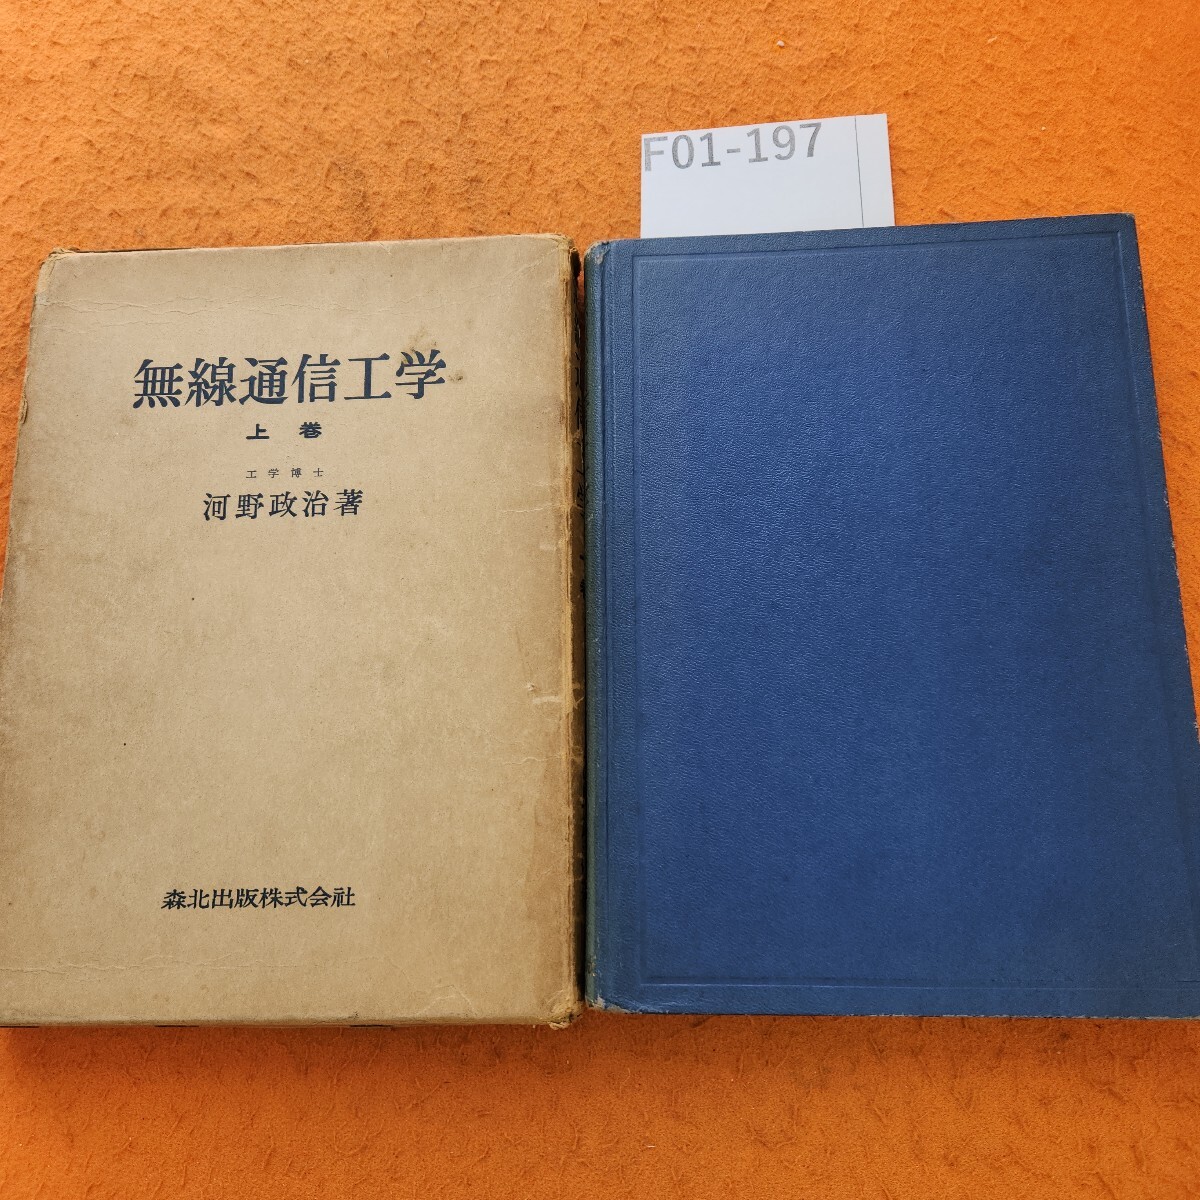 F01-197
無線通信工学
上巻
工学博士
河野政治著
森北出版株式会社